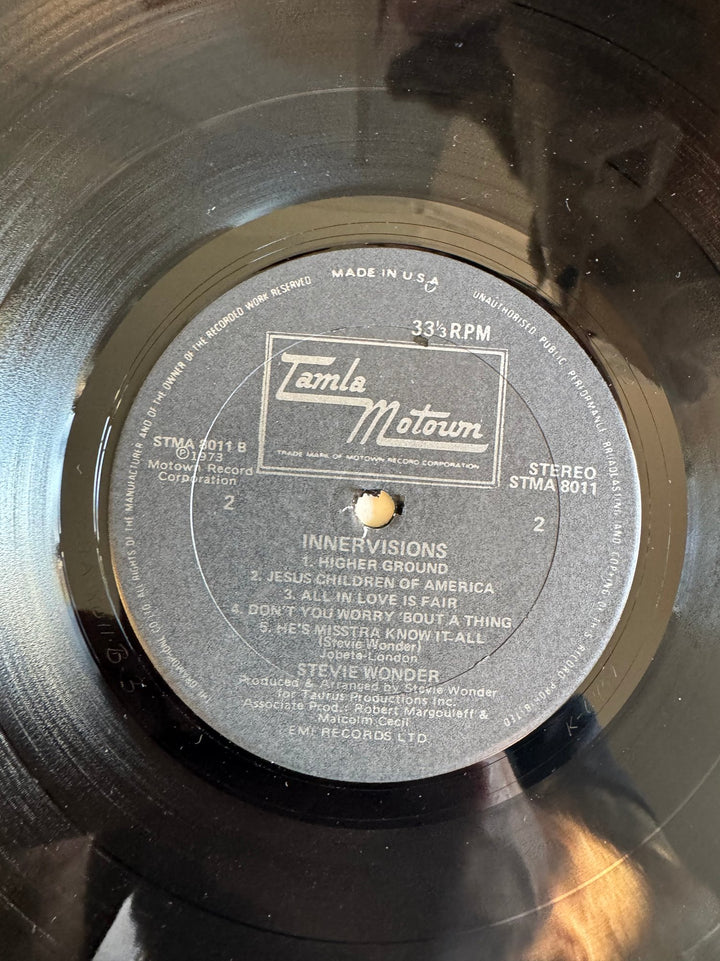 MADE IN U.S.A
THE GRAMOPHONE CO. LTD. ALL RIGHTS OF THE MANUFACTURER AND OF THE OWNER OF THE RECORDED WORK RESERVED
UNAUTHORISED PUBLIC PERFORMANCE BROADCASTING AND COPYING OF THIS RECORD PROHIBITED
33⅓ R.P.M
Tamla
Motown
TRADE MARK OF MOTOWN RECORD CORPORATION
STMA 8011 B
Ⓟ1973
Motown Record
Corporation
2
STEREO
STMA 8011
2
INNERVISIONS
1. HIGHER GROUND
2. JESUS CHILDREN OF AMERICA
3. ALL IN LOVE IS FAIR
4. DON'T YOU WORRY 'BOUT A THING
5. HE'S MISSTRA KNOW IT-ALL
(Stevie Wonder)
Jobete-London
STEVIE WONDER
Produced & Arranged by Stevie Wonder
for Taurus Productions Inc.
Associate Prod.: Robert Margouleff &
Malcolm Cecil
EMI RECORDS LTD.